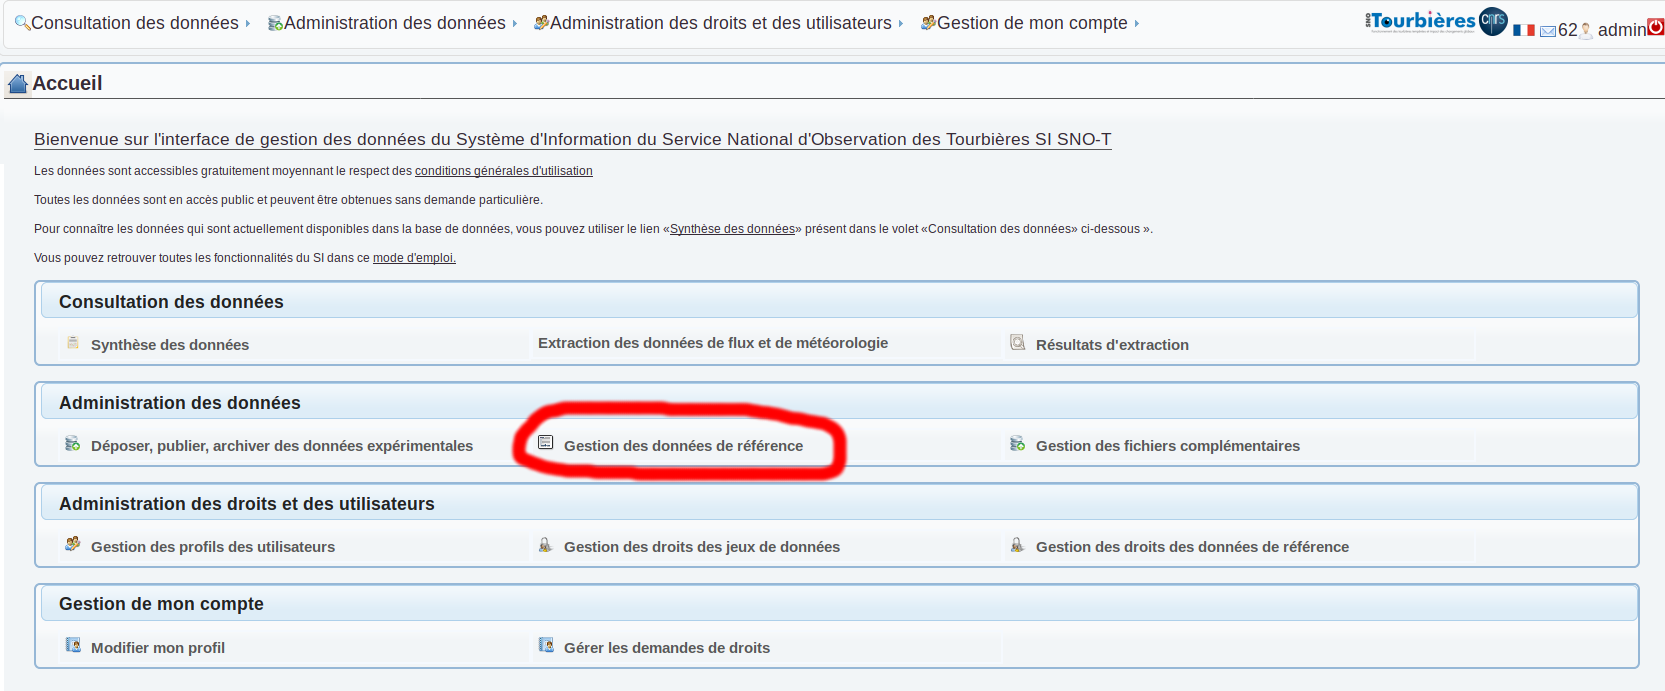 Consultation des données Administration des données Administration des droits et des utilisateurs Gestion de mon compte SNO Tourbières cnrs 62 admin
Accueil
Bienvenue sur l'interface de gestion des données du Système d'Information du Service National d'Observation des Tourbières SI SNO-T
Les données sont accessibles gratuitement moyennant le respect des conditions générales d'utilisation
Toutes les données sont en accès public et peuvent être obtenues sans demande particulière.
Pour connaître les données qui sont actuellement disponibles dans la base de données, vous pouvez utiliser le lien «Synthèse des données» présent dans le volet «Consultation des données» ci-dessous ».
Vous pouvez retrouver toutes les fonctionnalités du SI dans ce mode d'emploi.
Consultation des données
Synthèse des données Extraction des données de flux et de météorologie Résultats d'extraction
Administration des données
Déposer, publier, archiver des données expérimentales Gestion des données de référence Gestion des fichiers complémentaires
Administration des droits et des utilisateurs
Gestion des profils des utilisateurs Gestion des droits des jeux de données Gestion des droits des données de référence
Gestion de mon compte
Modifier mon profil Gérer les demandes de droits